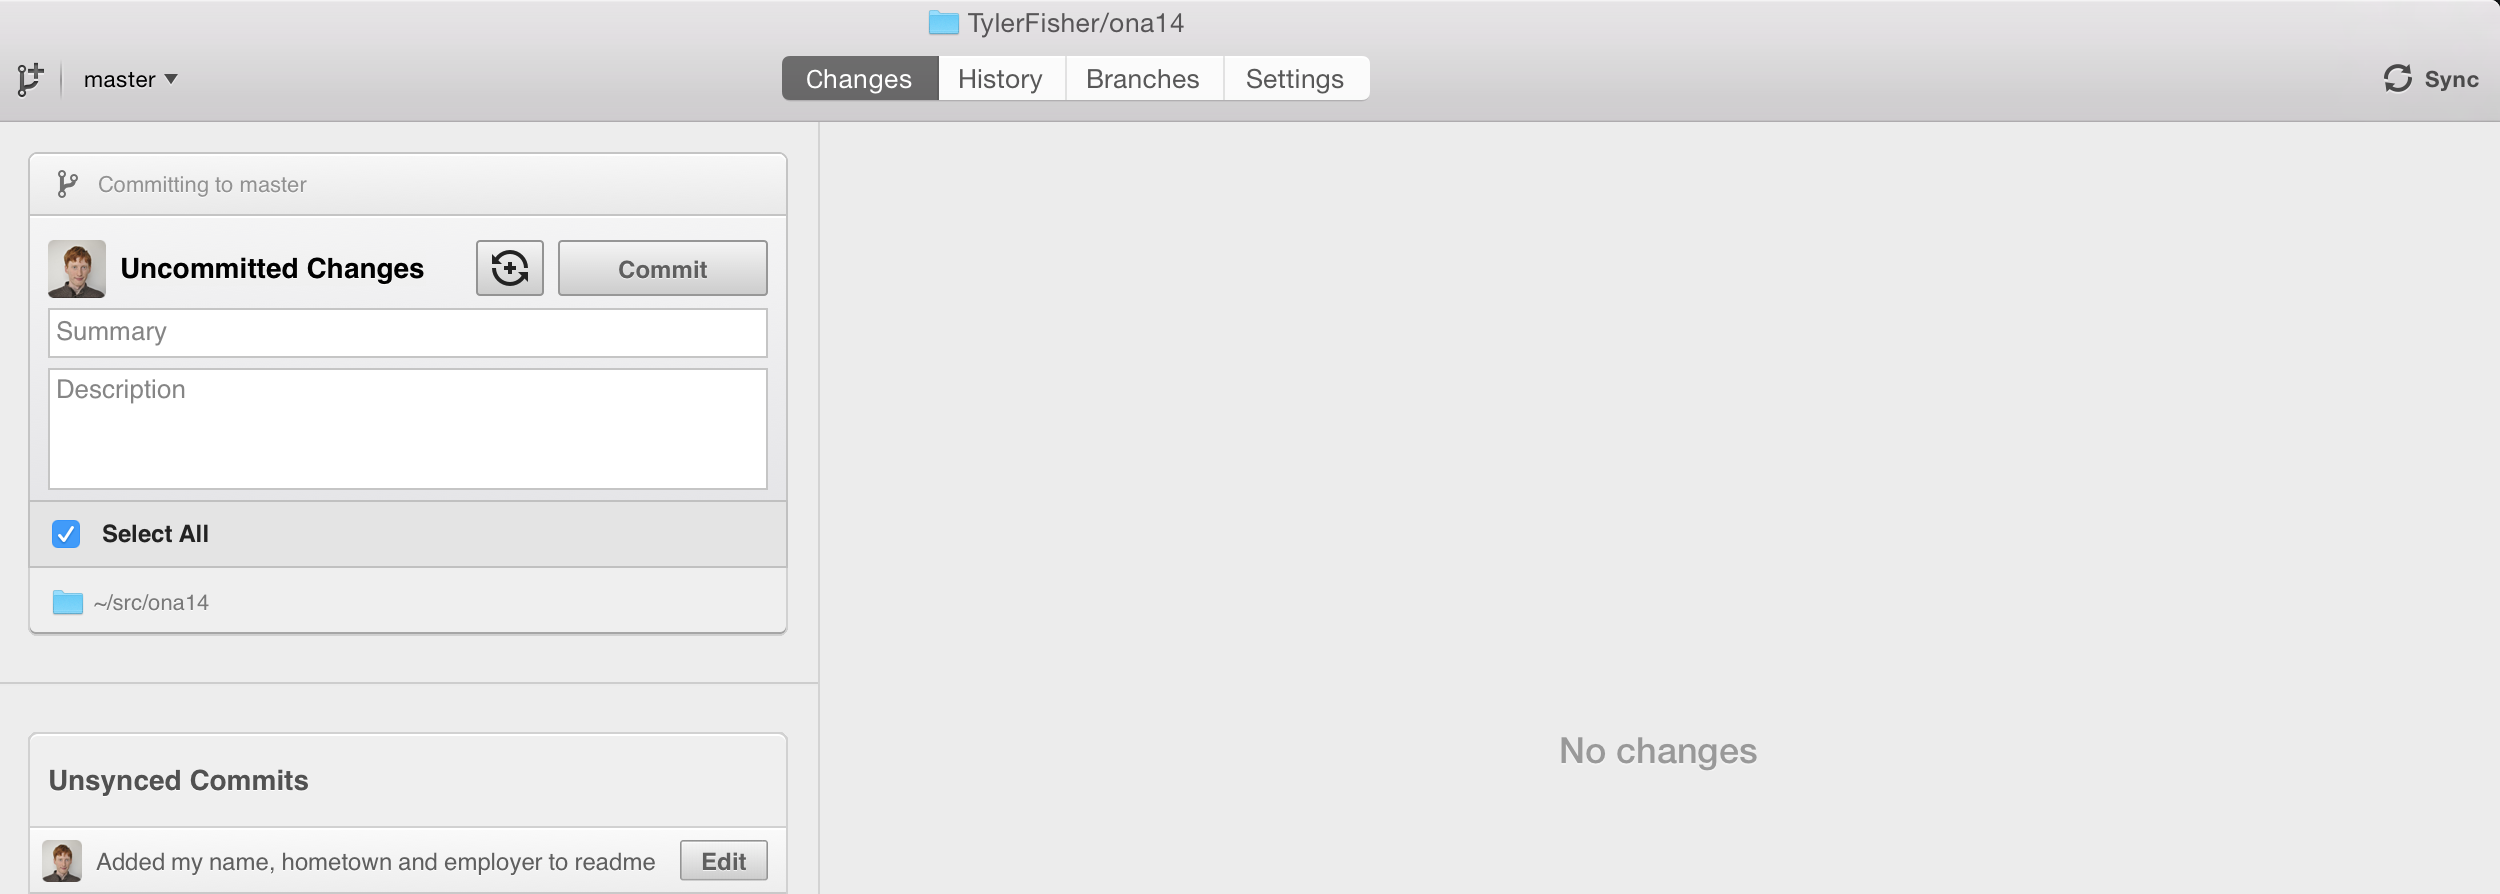 TylerFisher/ona14
master
Changes
History
Branches
Settings
Sync
Committing to master
Uncommitted Changes
Commit
Summary
Description
Select All
~/src/ona14
No changes
Unsynced Commits
Added my name, hometown and employer to readme
Edit